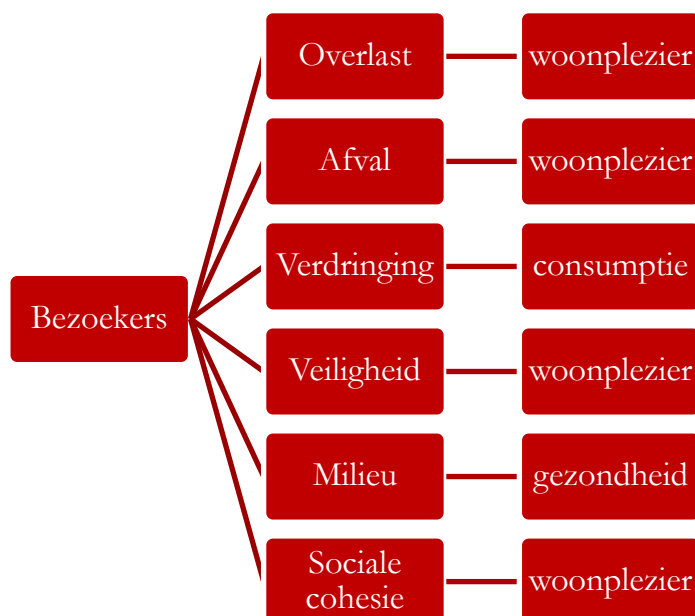 Overlast
woonplezier
Afval
woonplezier
Verdringing
consumptie
Bezoekers
Veiligheid
woonplezier
Milieu
gezondheid
Sociale
cohesie
woonplezier